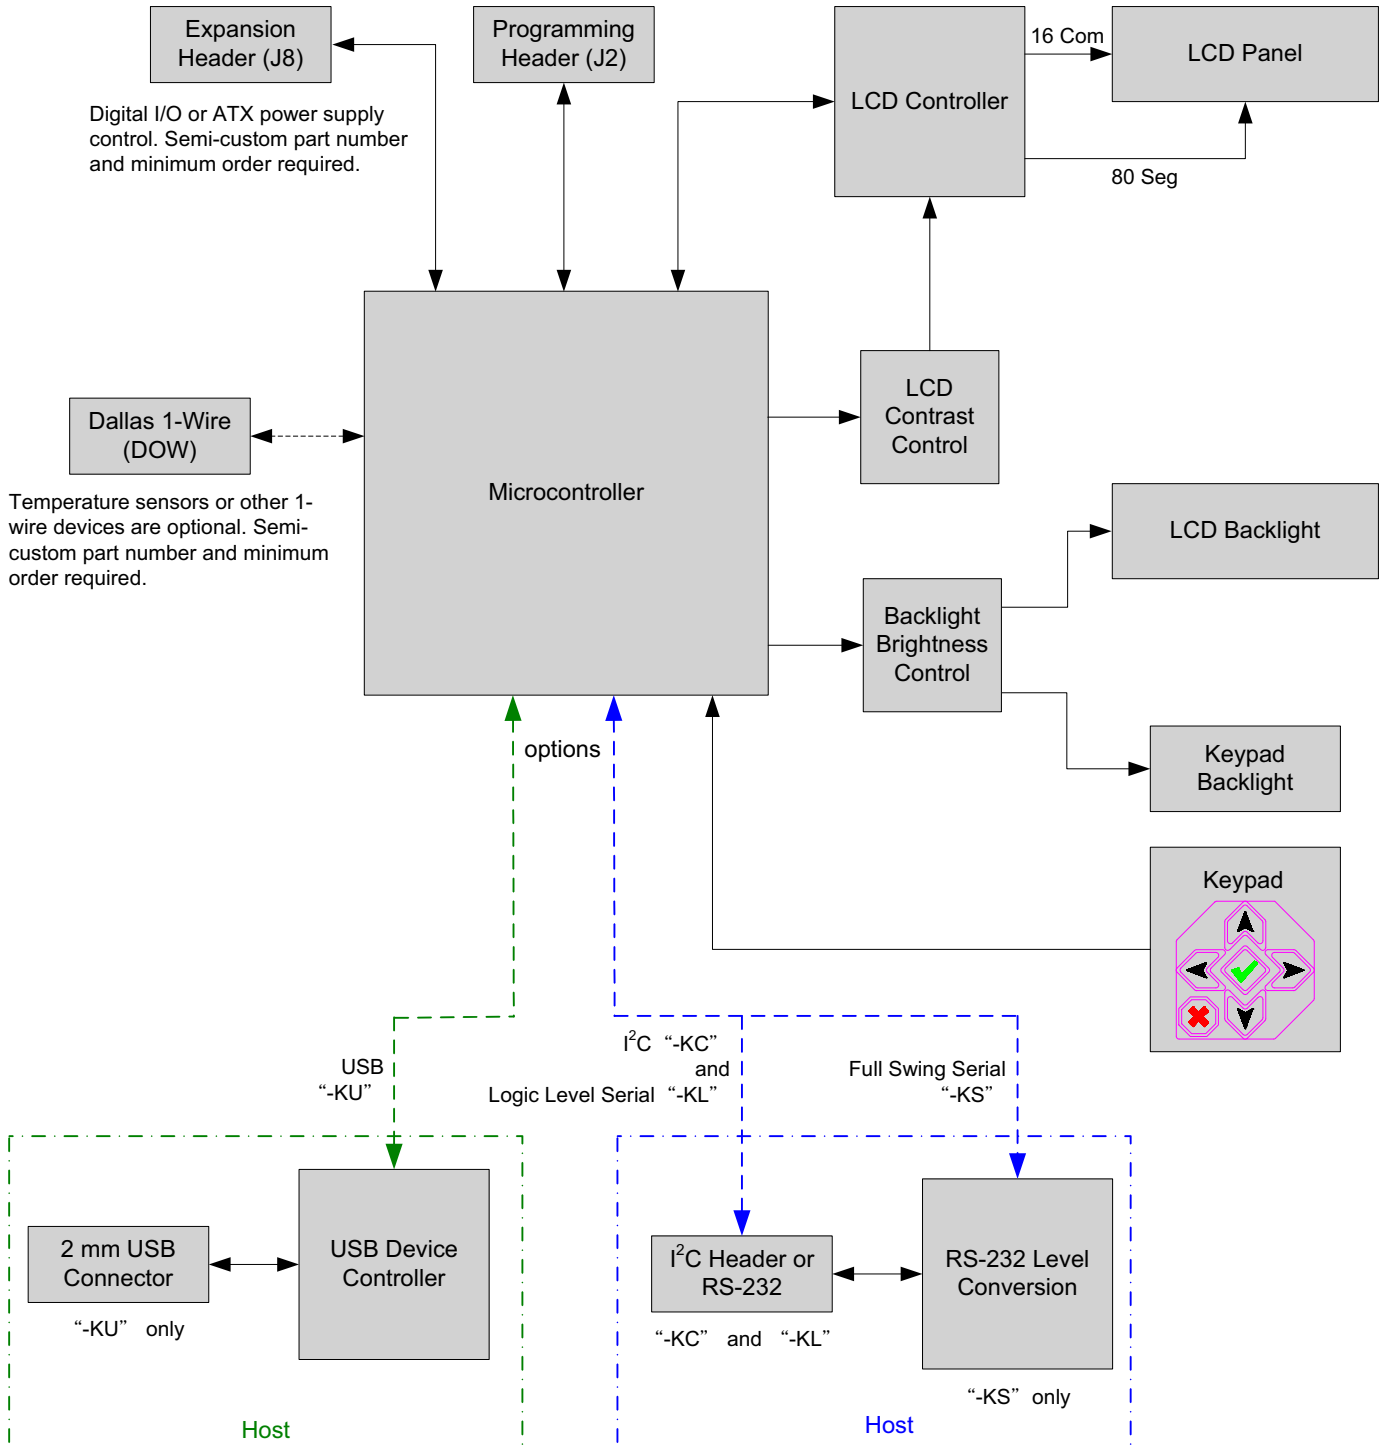 Expansion
Header (J8)
Programming
Header (J2)
LCD Controller
16 Com
LCD Panel
80 Seg
Digital I/O or ATX power supply
control. Semi-custom part number
and minimum order required.
LCD
Contrast
Control
Dallas 1-Wire
(DOW)
Microcontroller
Temperature sensors or other 1-
wire devices are optional. Semi-
custom part number and minimum
order required.
LCD Backlight
Backlight
Brightness
Control
options
Keypad
Backlight
Keypad
USB
“-KU”
I²C “-KC”
and
Logic Level Serial “-KL”
Full Swing Serial
“-KS”
2 mm USB
Connector
“-KU” only
USB Device
Controller
Host
I²C Header or
RS-232
“-KC” and “-KL”
RS-232 Level
Conversion
“-KS” only
Host